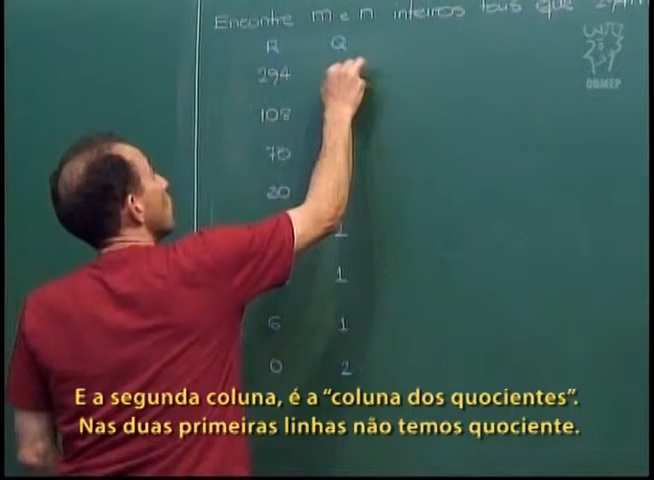 Encontre m e n inteiros tais que
OBMEP
R Q
294
108
78
30
1
1
6 1
0 2
E a segunda coluna, é a “coluna dos quocientes”.
Nas duas primeiras linhas não temos quociente.